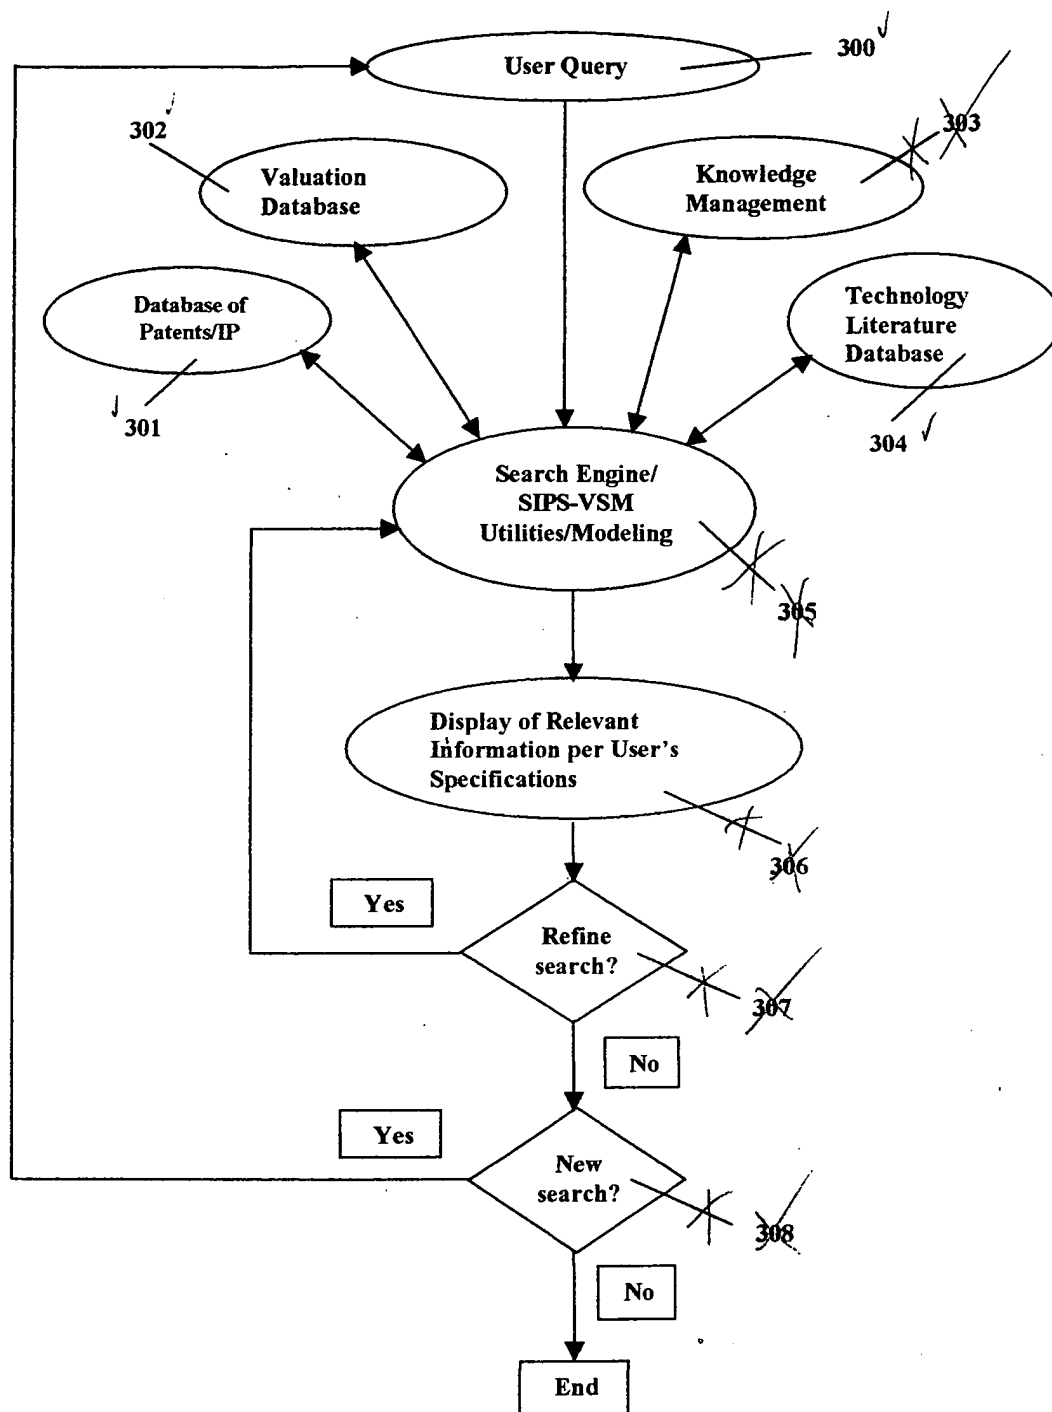 User Query
300
302
303
Valuation
Database
Knowledge
Management
Database of
Patents/IP
Technology
Literature
Database
301
304
Search Engine/
SIPS-VSM
Utilities/Modeling
305
Display of Relevant
Information per User's
Specifications
306
Yes
Refine
search?
307
No
Yes
New
search?
308
No
End